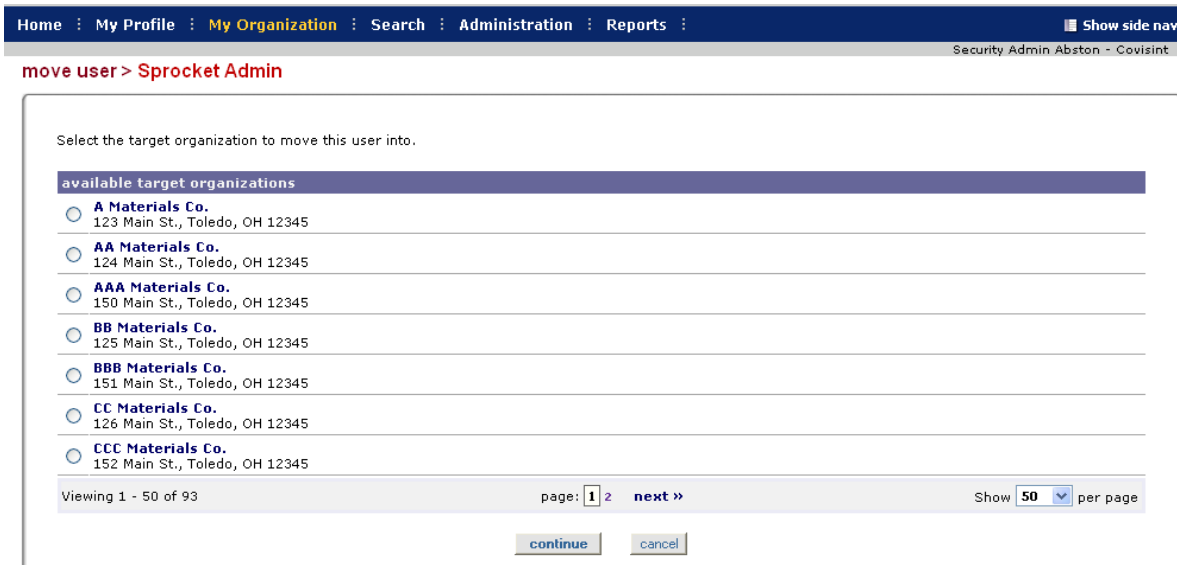 Home : My Profile : My Organization : Search : Administration : Reports : Show side nav
Security Admin Abston - Covisint
move user > Sprocket Admin
Select the target organization to move this user into.
available target organizations
A Materials Co.
123 Main St., Toledo, OH 12345
AA Materials Co.
124 Main St., Toledo, OH 12345
AAA Materials Co.
150 Main St., Toledo, OH 12345
BB Materials Co.
125 Main St., Toledo, OH 12345
BBB Materials Co.
151 Main St., Toledo, OH 12345
CC Materials Co.
126 Main St., Toledo, OH 12345
CCC Materials Co.
152 Main St., Toledo, OH 12345
Viewing 1 - 50 of 93 page: 1 2 next » Show 50 per page
continue cancel